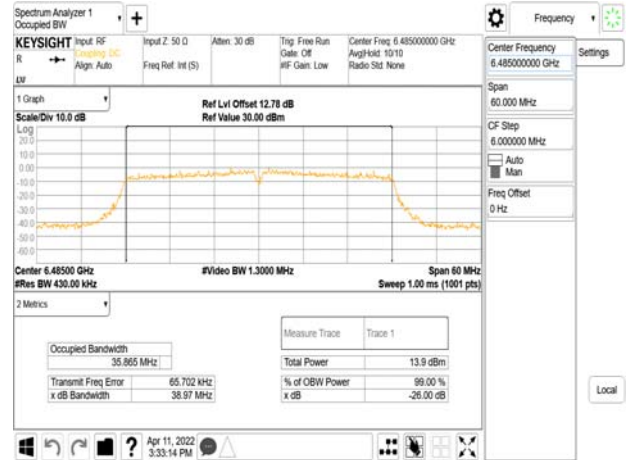 Spectrum Analyzer 1
Occupied BW
Frequency
KEYSIGHT
Input: RF
Coupling: DC
Align: Auto
Input Z: 50 Ω
Freq Ref: Int (S)
Atten: 30 dB
Trig: Free Run
Gate: Off
#IF Gain: Low
Center Freq: 6.485000000 GHz
Avg|Hold: 10/10
Radio Std: None
R
LVI
Center Frequency
6.485000000 GHz
Settings
Span
60.000 MHz
CF Step
6.000000 MHz
Auto
Man
Freq Offset
0 Hz
Local
1 Graph
Scale/Div 10.0 dB
Ref Lvl Offset 12.78 dB
Ref Value 30.00 dBm
Log
20.0
10.0
0.00
-10.0
-20.0
-30.0
-40.0
-50.0
-60.0
Center 6.48500 GHz
#Res BW 430.00 kHz
#Video BW 1.3000 MHz
Span 60 MHz
Sweep 1.00 ms (1001 pts)
2 Metrics
Measure Trace
Trace 1
Occupied Bandwidth
35.865 MHz
Total Power
13.9 dBm
Transmit Freq Error
65.702 kHz
% of OBW Power
99.00 %
x dB Bandwidth
38.97 MHz
x dB
-26.00 dB
?
Apr 11, 2022
3:33:14 PM